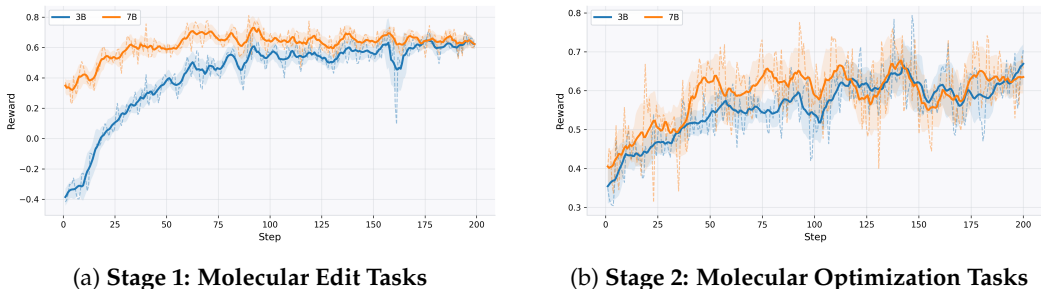 3B 7B
0.8
0.6
0.4
0.2
0.0
−0.2
−0.4
Reward
0 25 50 75 100 125 150 175 200
Step
(a) Stage 1: Molecular Edit Tasks
3B 7B
0.8
0.7
0.6
0.5
0.4
0.3
Reward
0 25 50 75 100 125 150 175 200
Step
(b) Stage 2: Molecular Optimization Tasks